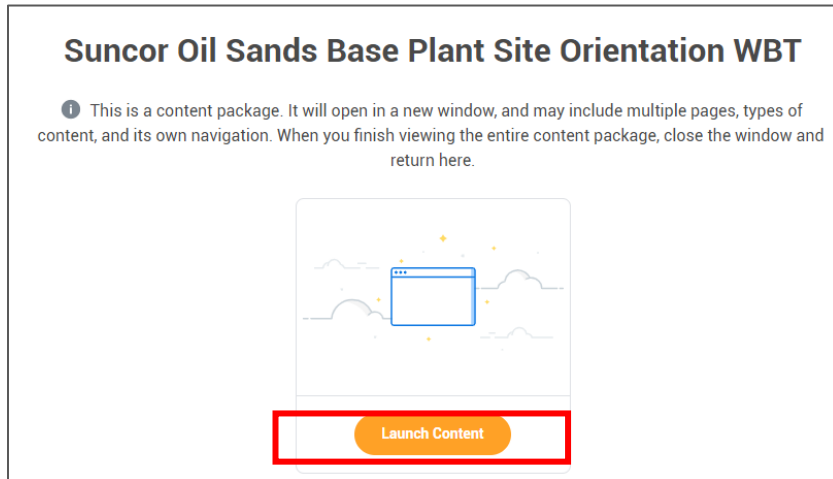 Suncor Oil Sands Base Plant Site Orientation WBT
This is a content package. It will open in a new window, and may include multiple pages, types of
content, and its own navigation. When you finish viewing the entire content package, close the window and
return here.
Launch Content